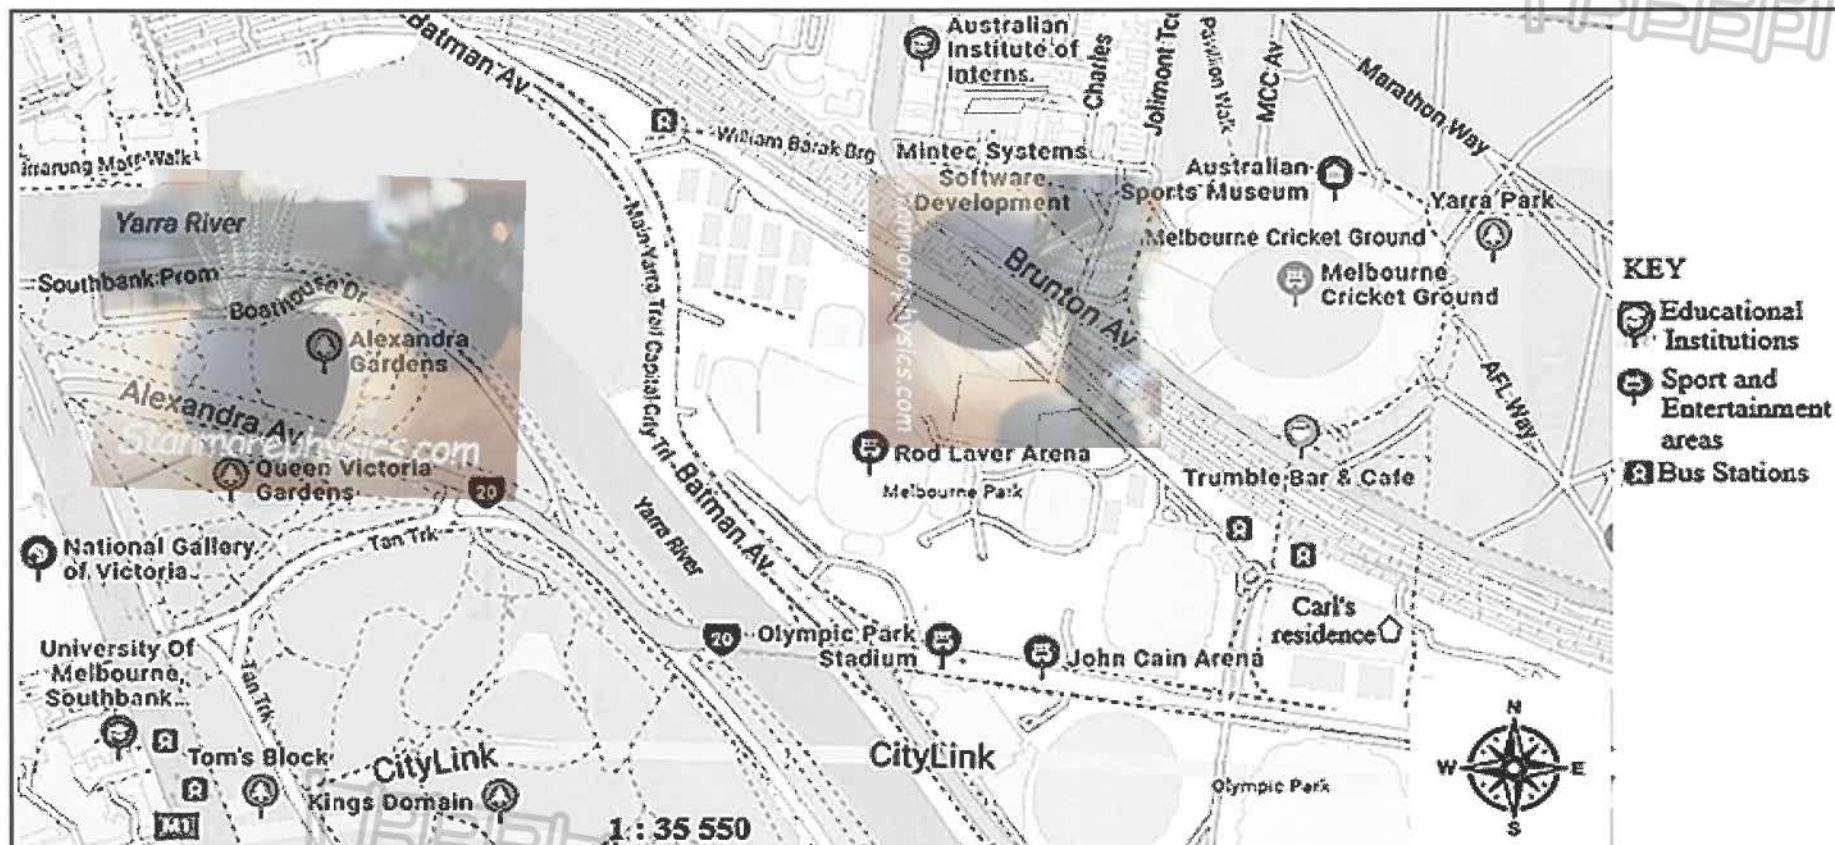 Batman Av
Australian
Institute of
Interns.
Charles
Jolimont Tce
Pavilion Walk
MCC Av
Marathon Way
William Barak Brg
Mintec Systems
Software
Development
Australian
Sports Museum
Yarra Park
Melbourne Cricket Ground
Melbourne
Cricket Ground
Yarra River
Southbank Prom
Boathouse Dr
Alexandra
Gardens
Alexandra Av
Stanmorephysics.com
Queen Victoria
Gardens
20
Main Yarra Trail Capital City Trl
Batman Av
Brunton Av
Rod Laver Arena
Melbourne Park
Trumble Bar & Cafe
AFL Way
National Gallery
of Victoria
Tan Trk
Yarra River
University Of
Melbourne,
Southbank...
Tan Trk
20
Olympic Park
Stadium
John Cain Arena
Carl's
residence
Tom's Block
CityLink
Kings Domain
CityLink
Olympic Park
M1
1 : 35 550
N
W
E
S
KEY
Educational
Institutions
Sport and
Entertainment
areas
Bus Stations